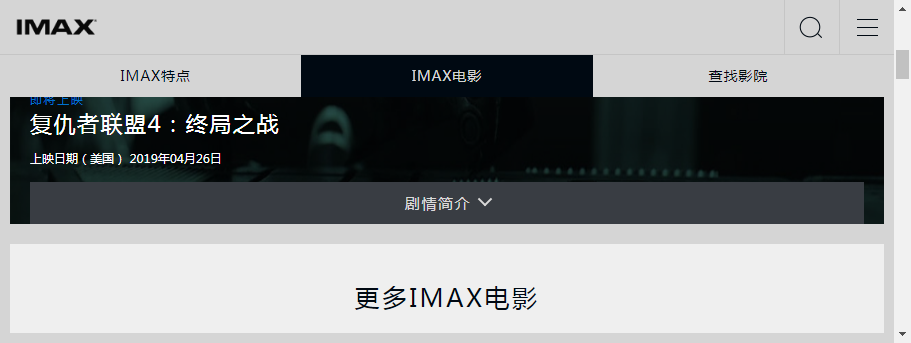 IMAX
IMAX特点
IMAX电影
查找影院
即将上映
复仇者联盟4：终局之战
上映日期（美国） 2019年04月26日
剧情简介
更多IMAX电影